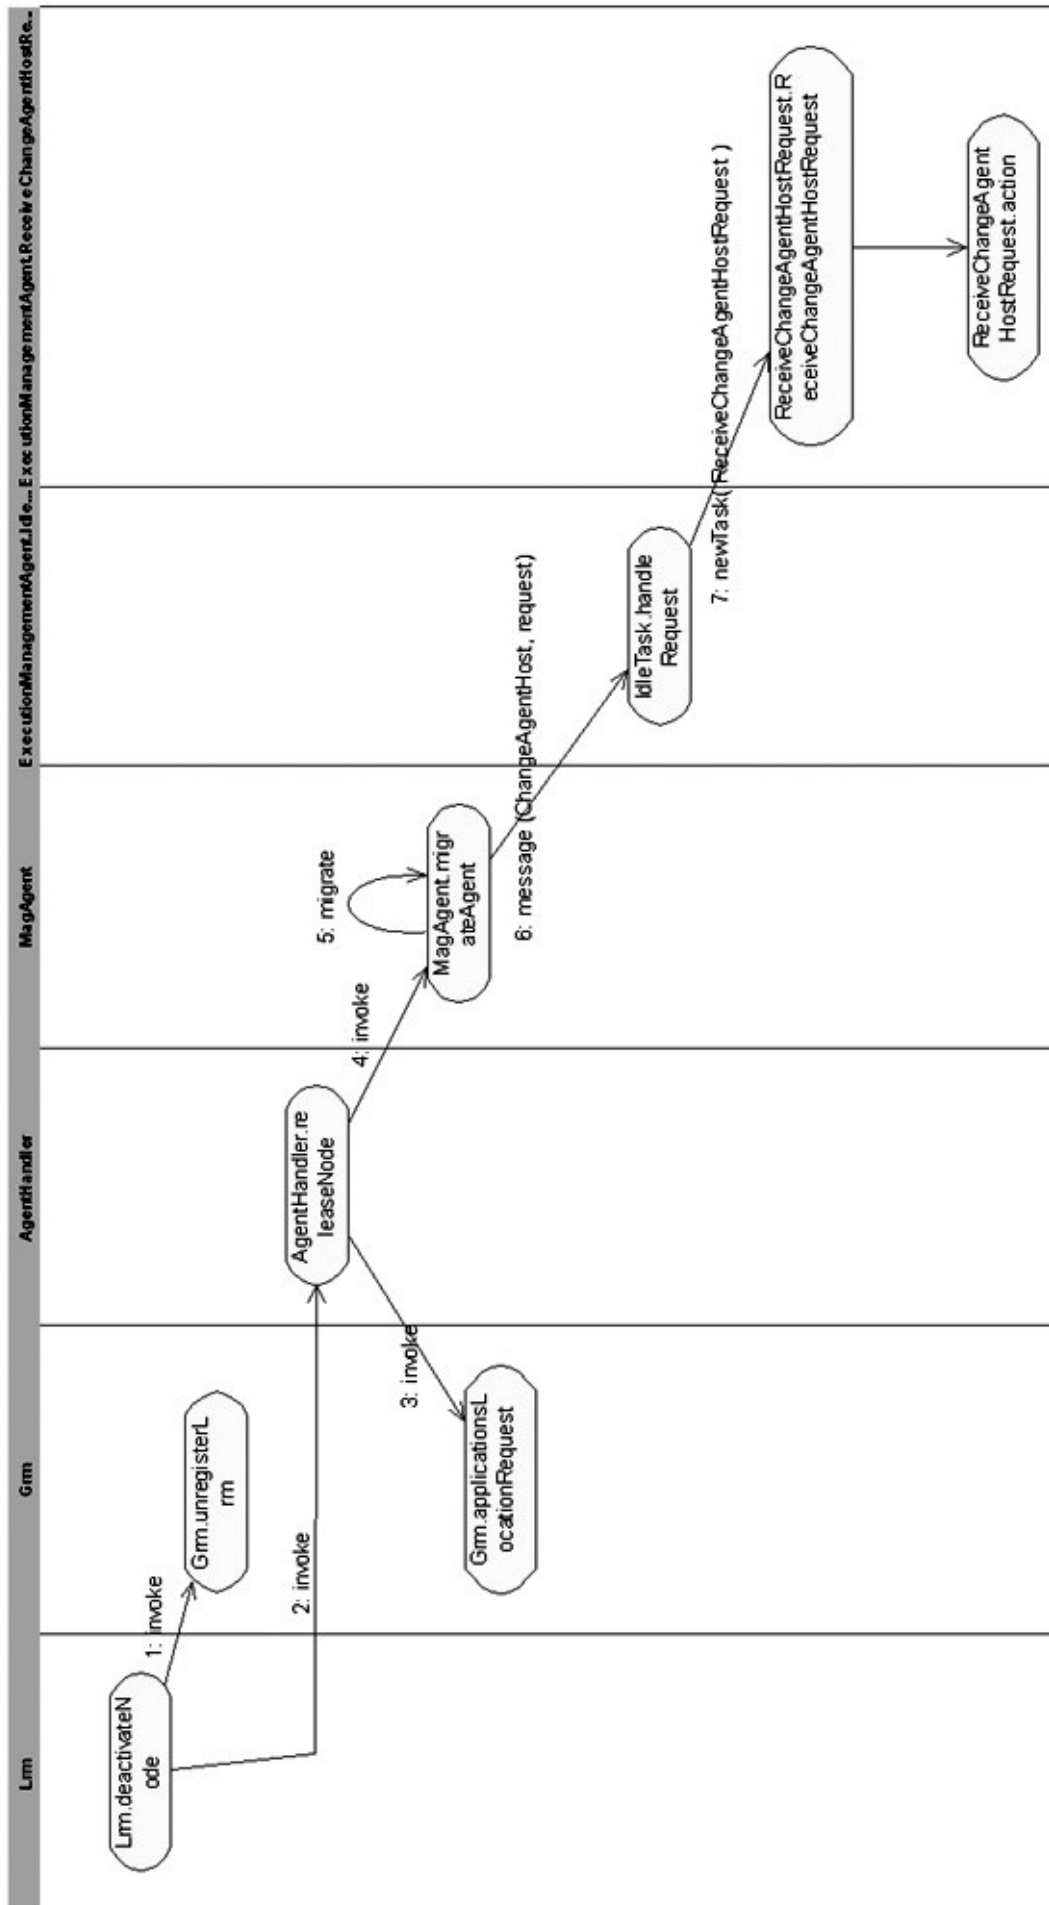 Lrm
Grm
AgentHandler
MagAgent
ExecutionManagementAgent.Idle...
ExecutionManagementAgent.ReceiveChangeAgentHostRe...
Lrm.deactivateN
ode
1: invoke
Grm.unregisterL
rm
2: invoke
AgentHandler.re
leaseNode
3: invoke
Grm.applicationsL
ocationRequest
4: invoke
5: migrate
MagAgent.migr
ateAgent
6: message (ChangeAgentHost, request)
IdleTask.handle
Request
7: newTask( ReceiveChangeAgentHostRequest )
ReceiveChangeAgentHostRequest.R
eceiveChangeAgentHostRequest
ReceiveChangeAgent
HostRequest.action